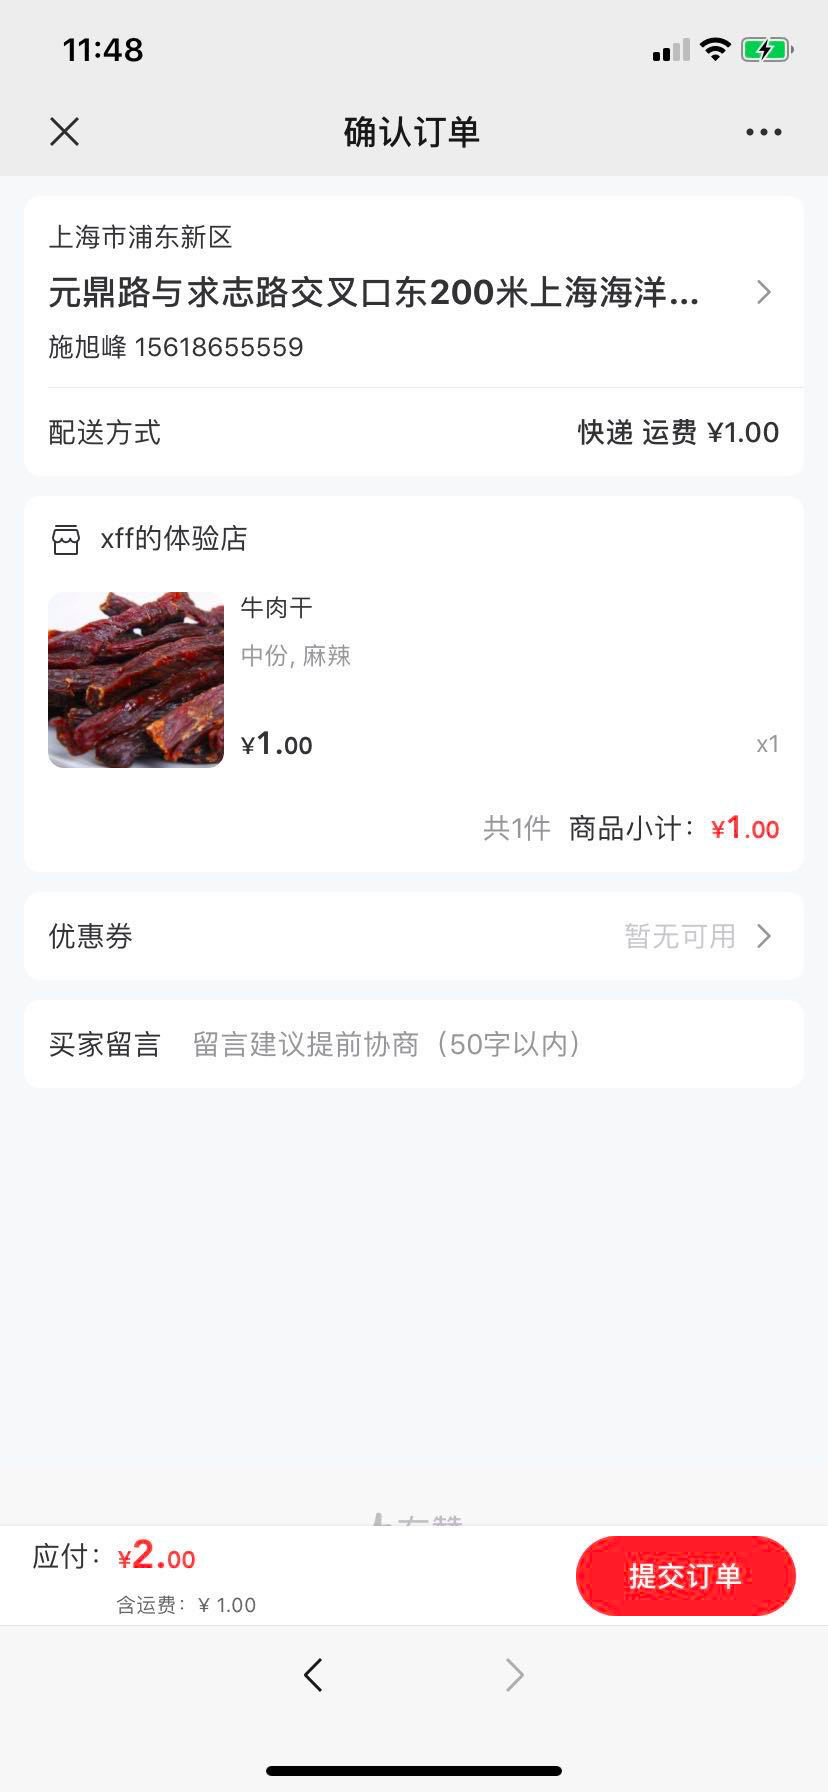 11:48
确认订单
上海市浦东新区
元鼎路与求志路交叉口东200米上海海洋...
施旭峰 15618655559
配送方式 快递 运费 ¥1.00
xff的体验店
牛肉干
中份, 麻辣
¥1.00 x1
共1件 商品小计： ¥1.00
优惠券 暂无可用
买家留言 留言建议提前协商（50字以内）
应付： ¥2.00
含运费：¥ 1.00
提交订单